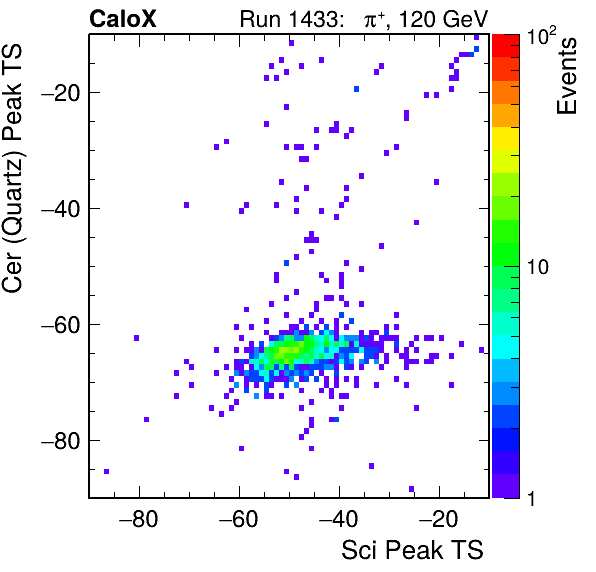 CaloX Run 1433: π⁺, 120 GeV
Cer (Quartz) Peak TS
−20
−40
−60
−80
−80 −60 −40 −20
Sci Peak TS
10²
10
1
Events